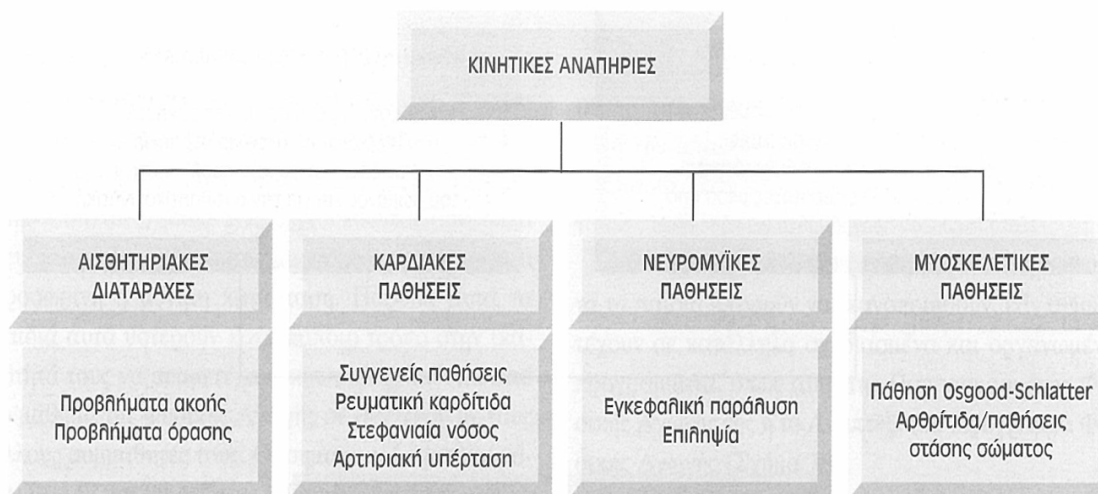 ΚΙΝΗΤΙΚΕΣ ΑΝΑΠΗΡΙΕΣ
ΑΙΣΘΗΤΗΡΙΑΚΕΣ
ΔΙΑΤΑΡΑΧΕΣ
ΚΑΡΔΙΑΚΕΣ
ΠΑΘΗΣΕΙΣ
ΝΕΥΡΟΜΥΪΚΕΣ
ΠΑΘΗΣΕΙΣ
ΜΥΟΣΚΕΛΕΤΙΚΕΣ
ΠΑΘΗΣΕΙΣ
Προβλήματα ακοής
Προβλήματα όρασης
Συγγενείς παθήσεις
Ρευματική καρδίτιδα
Στεφανιαία νόσος
Αρτηριακή υπέρταση
Εγκεφαλική παράλυση
Επιληψία
Πάθηση Osgood-Schlatter
Αρθρίτιδα/παθήσεις
στάσης σώματος